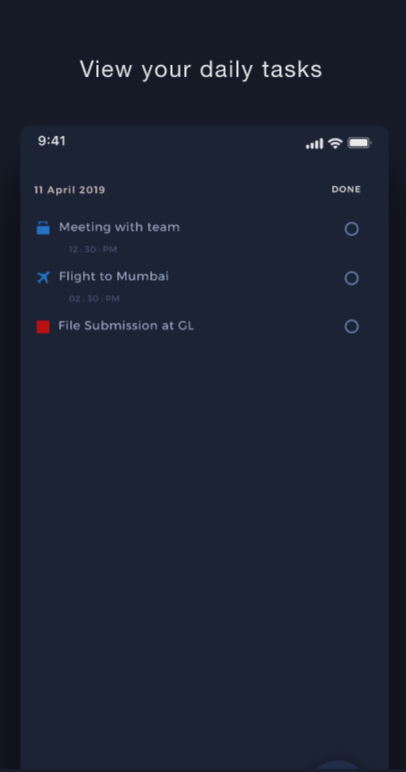 View your daily tasks
9:41
11 April 2019 DONE
Meeting with team
12:30:PM
Flight to Mumbai
02:30:PM
File Submission at GL